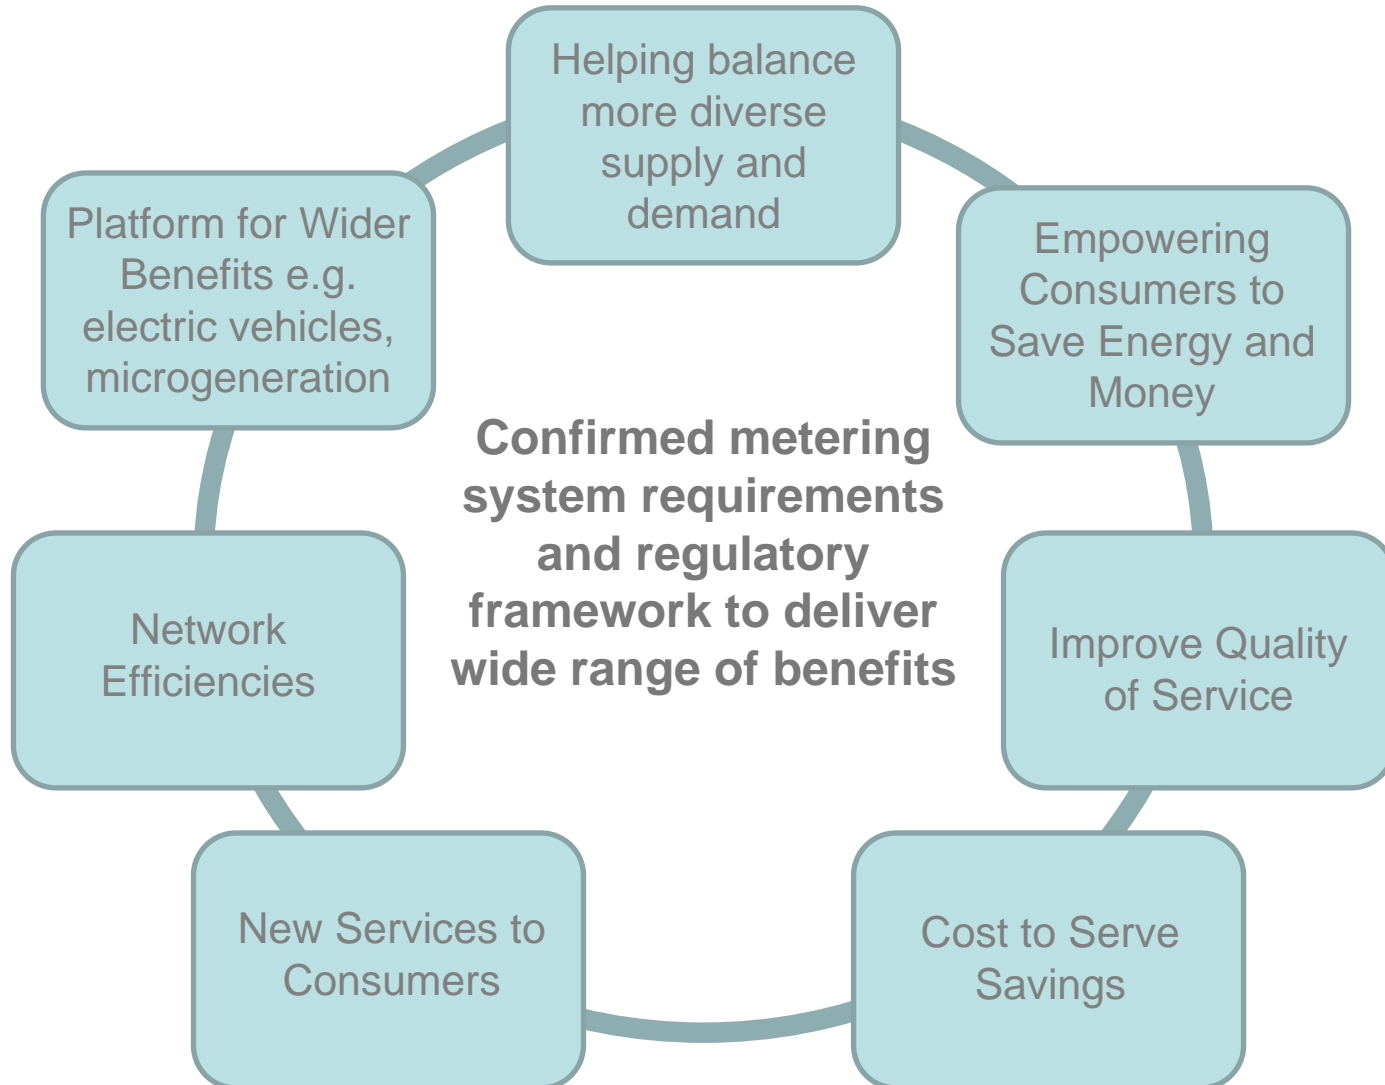 Helping balance
more diverse
supply and
demand
Platform for Wider
Benefits e.g.
electric vehicles,
microgeneration
Empowering
Consumers to
Save Energy and
Money
Confirmed metering
system requirements
and regulatory
framework to deliver
wide range of benefits
Network
Efficiencies
Improve Quality
of Service
New Services to
Consumers
Cost to Serve
Savings